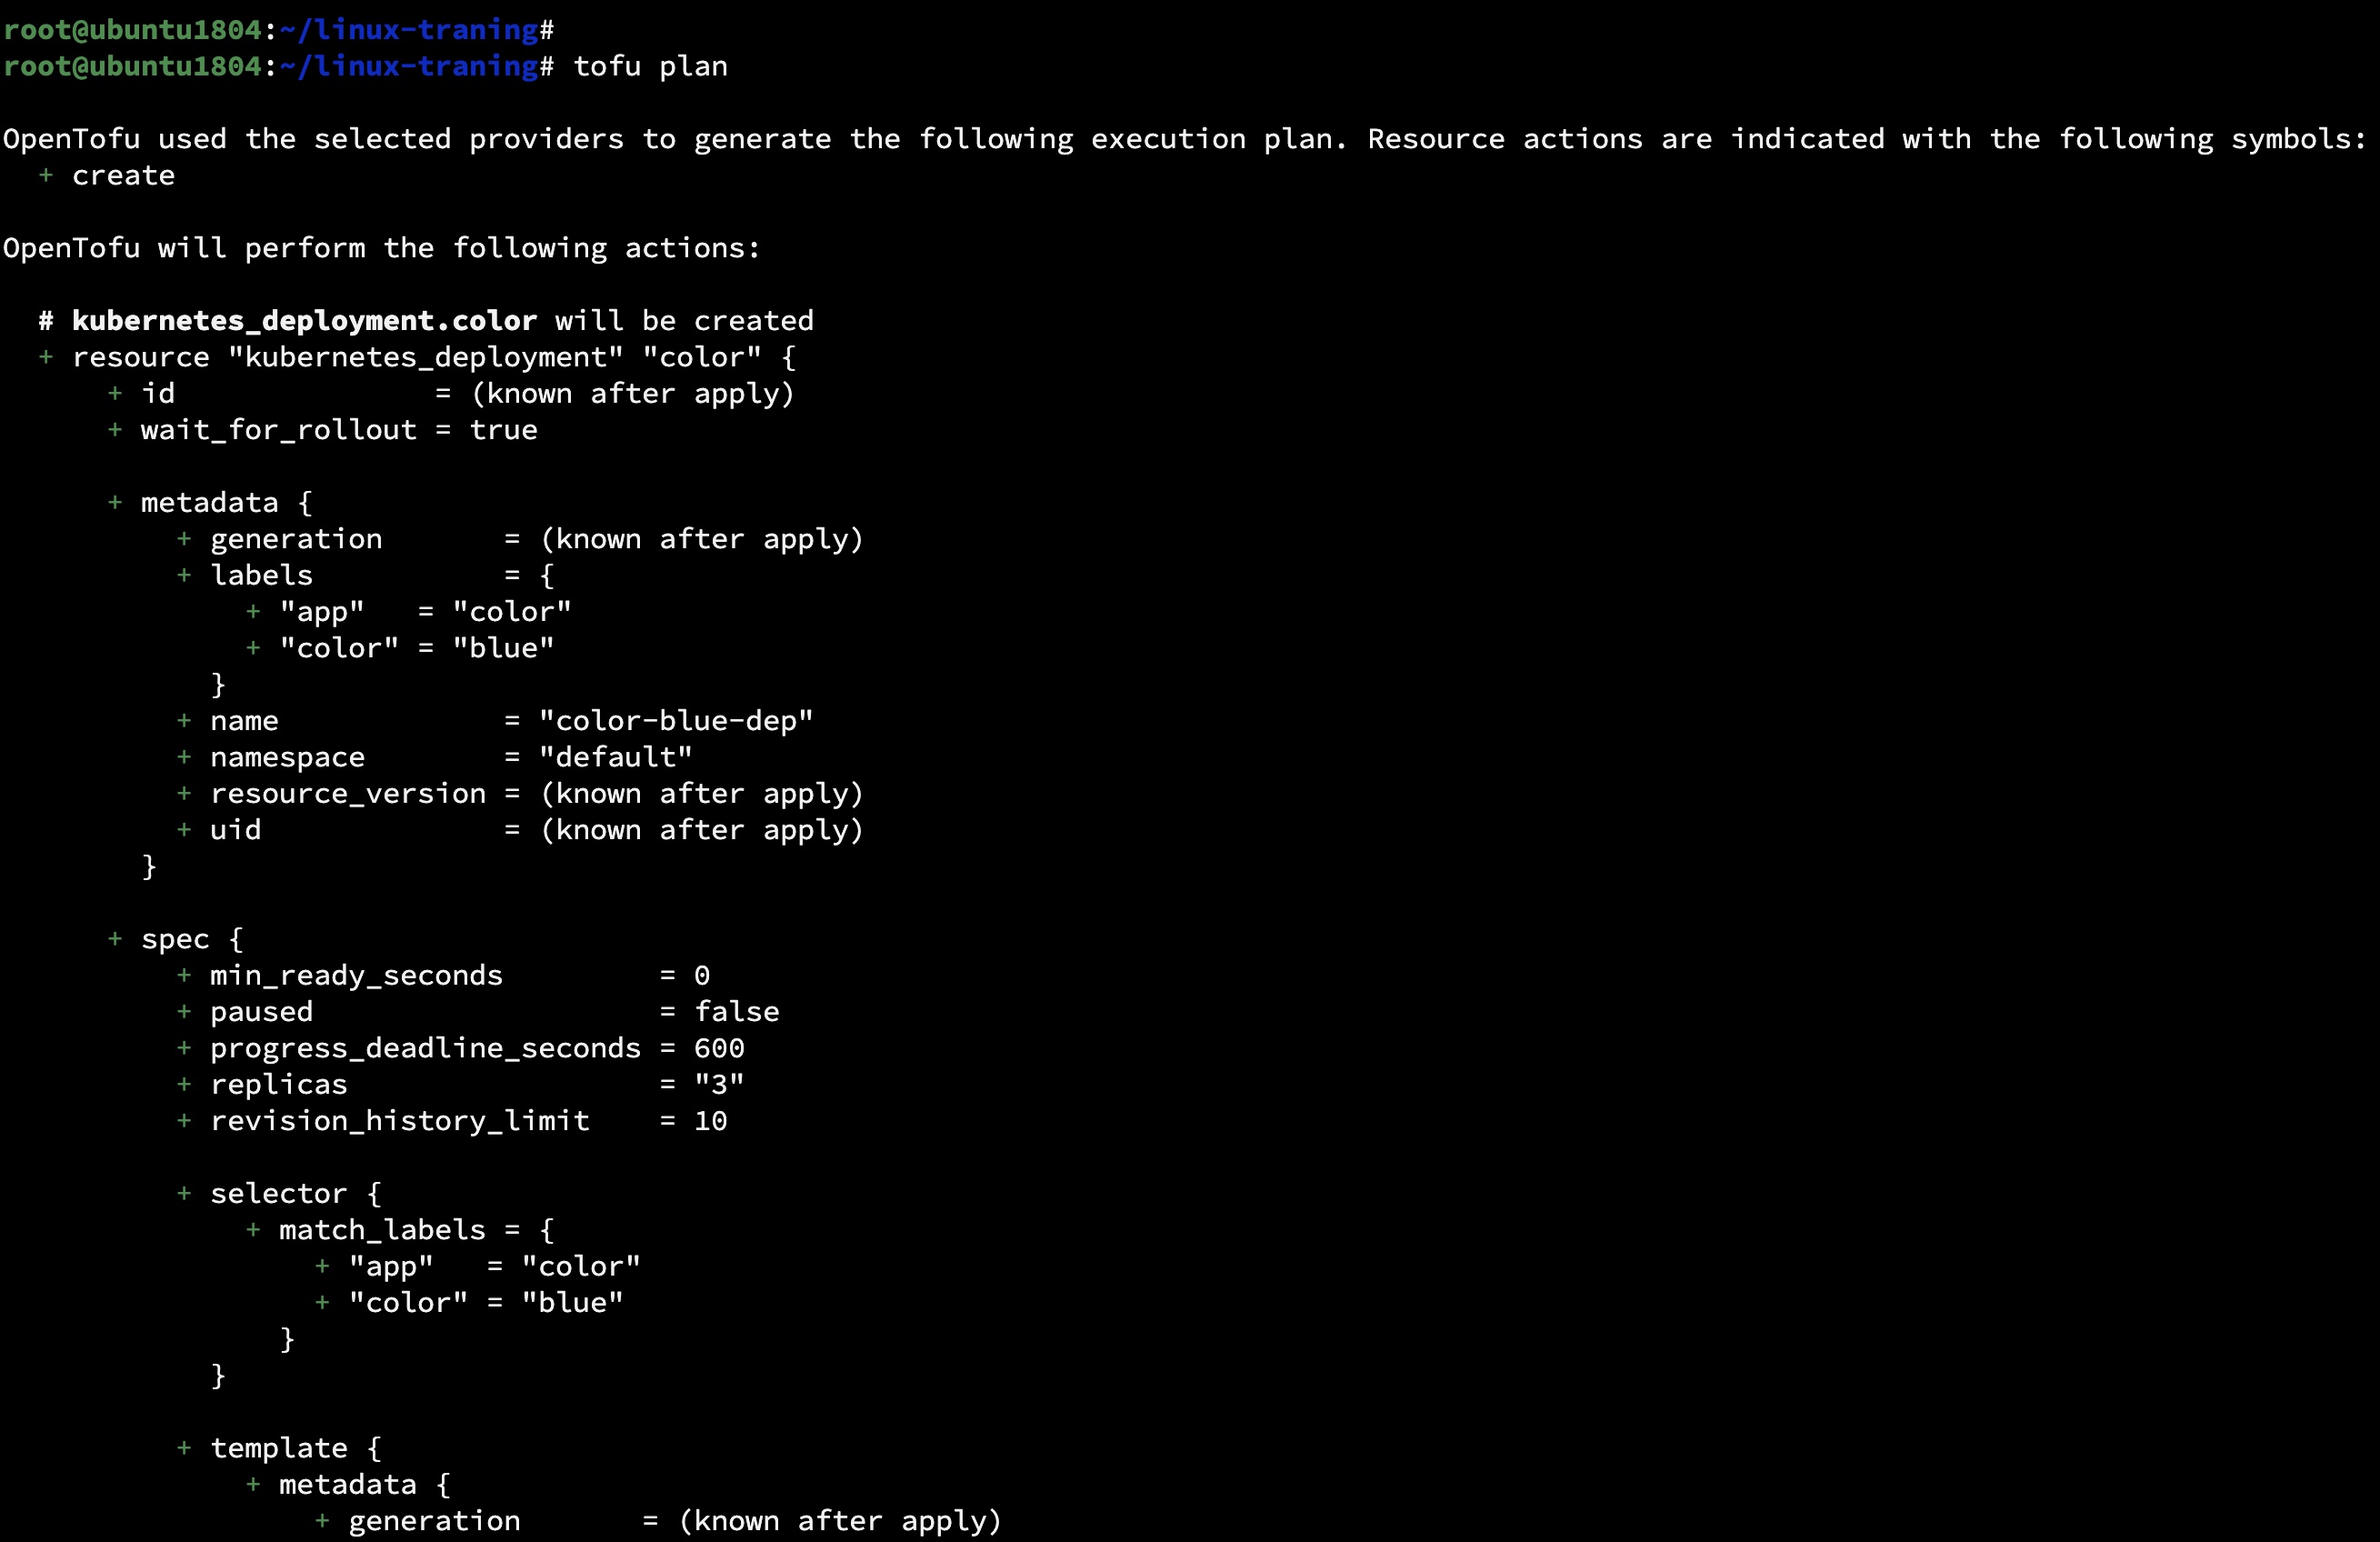 root@ubuntu1804:~/linux-traning#
root@ubuntu1804:~/linux-traning# tofu plan
OpenTofu used the selected providers to generate the following execution plan. Resource actions are indicated with the following symbols:
+ create
OpenTofu will perform the following actions:
# kubernetes_deployment.color will be created
+ resource "kubernetes_deployment" "color" {
+ id = (known after apply)
+ wait_for_rollout = true
+ metadata {
+ generation = (known after apply)
+ labels = {
+ "app" = "color"
+ "color" = "blue"
}
+ name = "color-blue-dep"
+ namespace = "default"
+ resource_version = (known after apply)
+ uid = (known after apply)
}
+ spec {
+ min_ready_seconds = 0
+ paused = false
+ progress_deadline_seconds = 600
+ replicas = "3"
+ revision_history_limit = 10
+ selector {
+ match_labels = {
+ "app" = "color"
+ "color" = "blue"
}
}
+ template {
+ metadata {
+ generation = (known after apply)